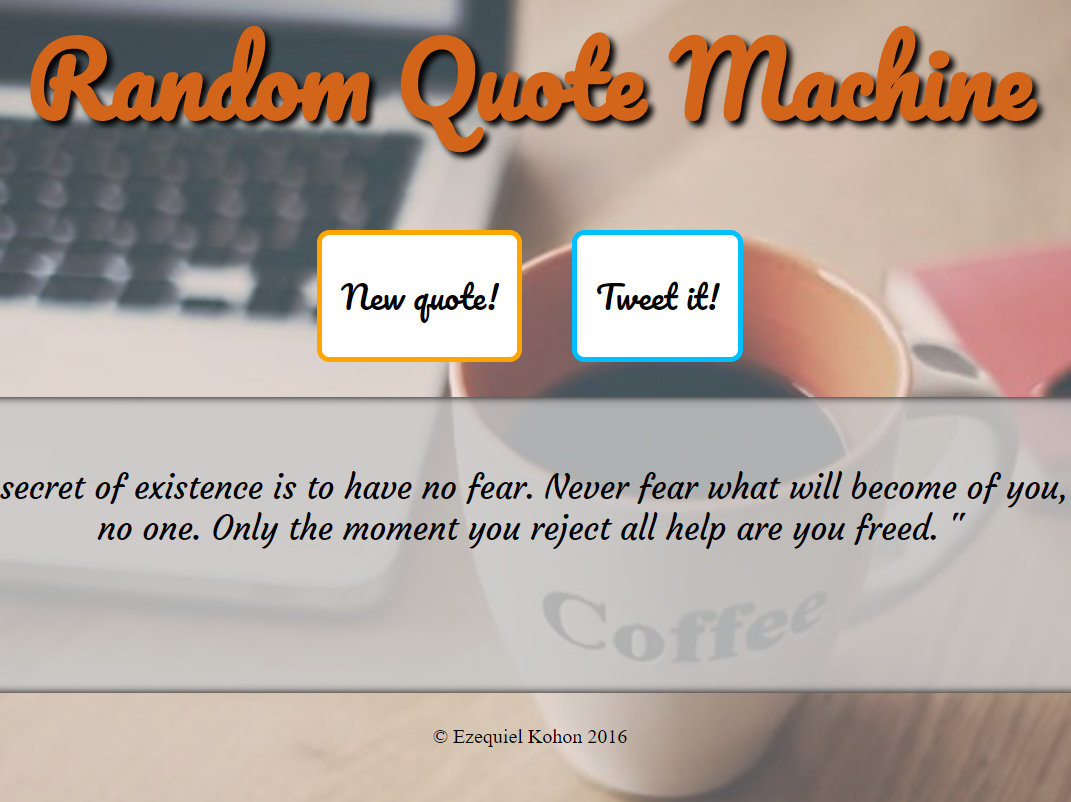 Random Quote Machine
New quote!
Tweet it!
secret of existence is to have no fear. Never fear what will become of you,
no one. Only the moment you reject all help are you freed. "
Coffee
© Ezequiel Kohon 2016